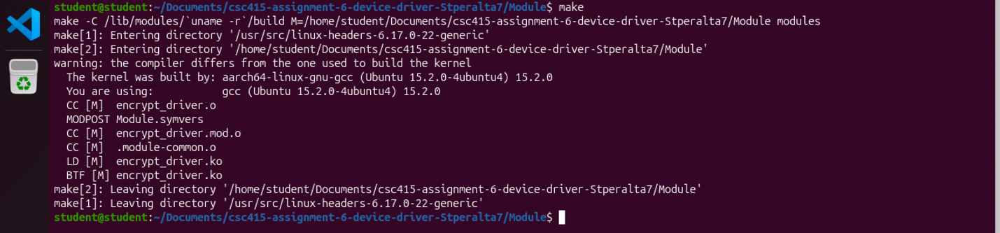 student@student:~/Documents/csc415-assignment-6-device-driver-Stperalta7/Module$ make
make -C /lib/modules/`uname -r`/build M=/home/student/Documents/csc415-assignment-6-device-driver-Stperalta7/Module modules
make[1]: Entering directory '/usr/src/linux-headers-6.17.0-22-generic'
make[2]: Entering directory '/home/student/Documents/csc415-assignment-6-device-driver-Stperalta7/Module'
warning: the compiler differs from the one used to build the kernel
  The kernel was built by: aarch64-linux-gnu-gcc (Ubuntu 15.2.0-4ubuntu4) 15.2.0
  You are using:           gcc (Ubuntu 15.2.0-4ubuntu4) 15.2.0
  CC [M]  encrypt_driver.o
  MODPOST Module.symvers
  CC [M]  encrypt_driver.mod.o
  CC [M]  .module-common.o
  LD [M]  encrypt_driver.ko
  BTF [M] encrypt_driver.ko
make[2]: Leaving directory '/home/student/Documents/csc415-assignment-6-device-driver-Stperalta7/Module'
make[1]: Leaving directory '/usr/src/linux-headers-6.17.0-22-generic'
student@student:~/Documents/csc415-assignment-6-device-driver-Stperalta7/Module$